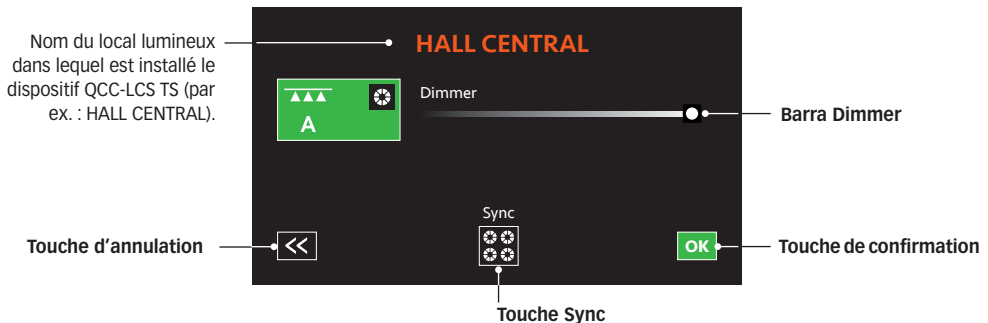 Nom du local lumineux
dans lequel est installé le
dispositif QCC-LCS TS (par
ex. : HALL CENTRAL).
HALL CENTRAL
A
Dimmer
Barra Dimmer
Touche d’annulation
<<
Sync
OK
Touche de confirmation
Touche Sync